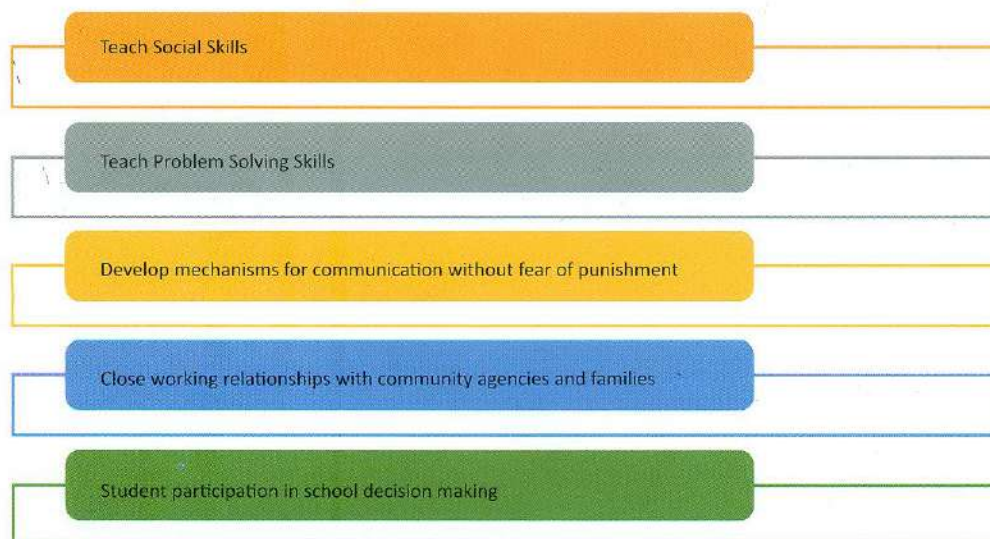 Teach Social Skills
Teach Problem Solving Skills
Develop mechanisms for communication without fear of punishment
Close working relationships with community agencies and families
Student participation in school decision making